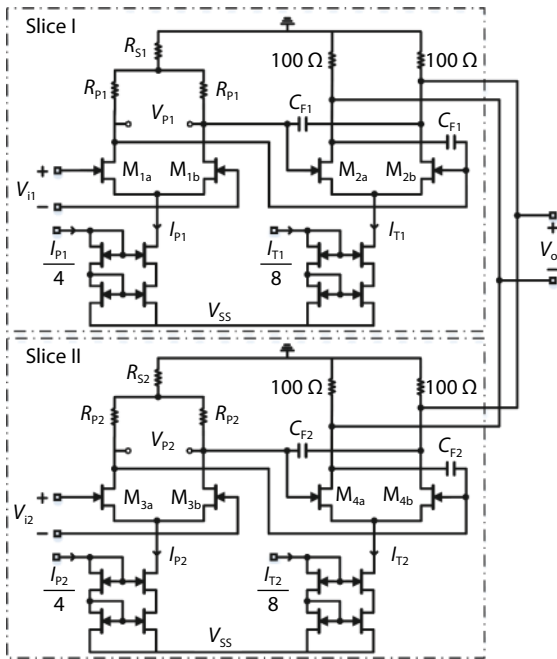 Slice I
R_S1
100 Ω 100 Ω
R_P1 R_P1
V_P1 C_F1 C_F1
M_1a M_1b M_2a M_2b
+
V_i1
−
I_P1/4 I_P1 I_T1/8 I_T1
V_SS
+
V_o
−
Slice II
R_S2
100 Ω 100 Ω
R_P2 R_P2
V_P2 C_F2 C_F2
M_3a M_3b M_4a M_4b
+
V_i2
−
I_P2/4 I_P2 I_T2/8 I_T2
V_SS